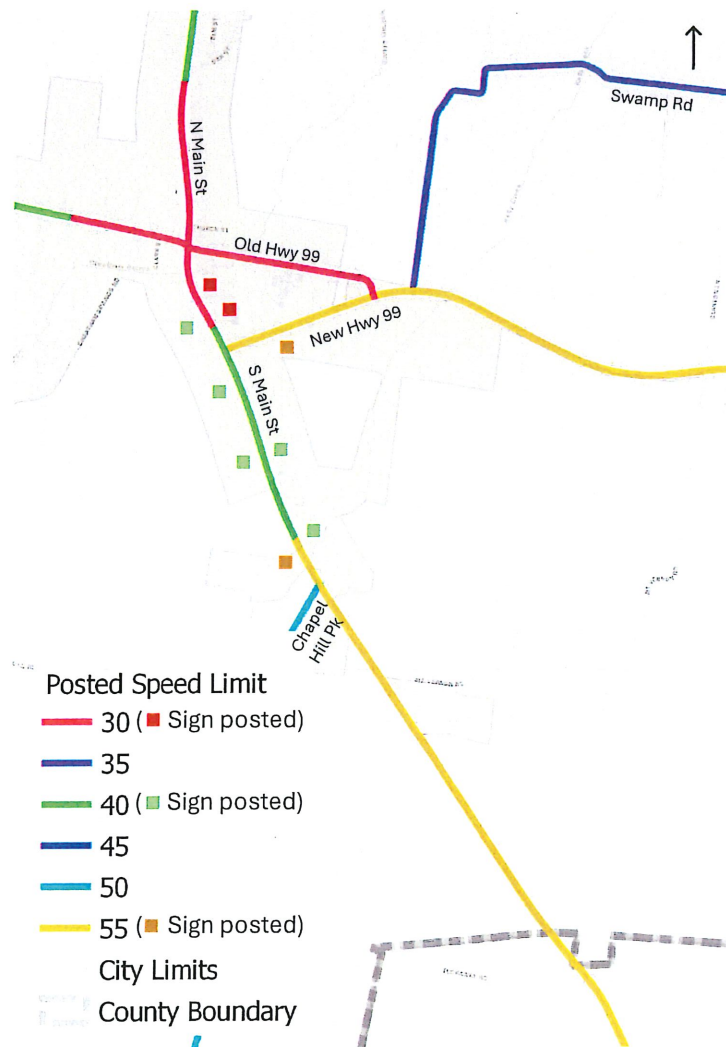 Swamp Rd
N Main St
Old Hwy 99
New Hwy 99
S Main St
Chapel
Hill Pk
Posted Speed Limit
30 ( Sign posted)
35
40 ( Sign posted)
45
50
55 ( Sign posted)
City Limits
County Boundary